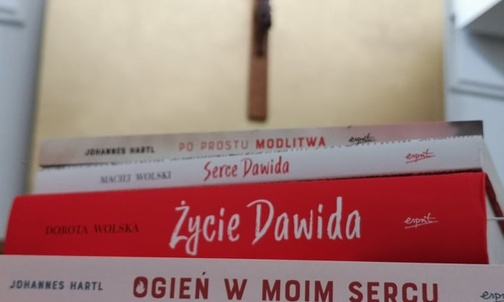 JOHANNES HARTL PO PROSTU MODLITWA esprit
MACIEJ WOLSKI Serce Dawida esprit
DOROTA WOLSKA Życie Dawida esprit
JOHANNES HARTL OGIEŃ W MOIM SERCU esprit